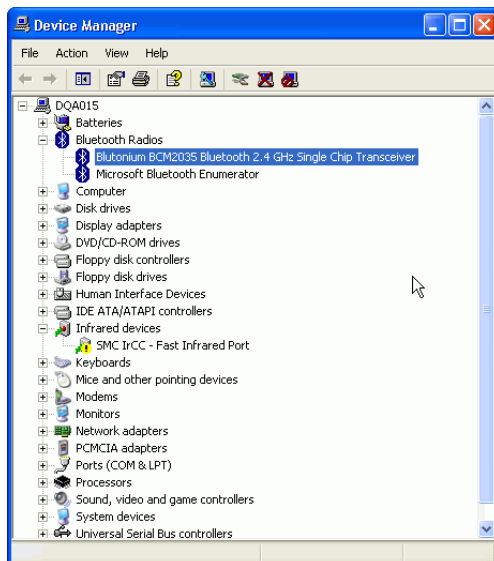 Device Manager
File Action View Help
DQA015
Batteries
Bluetooth Radios
Blutonium BCM2035 Bluetooth 2.4 GHz Single Chip Transceiver
Microsoft Bluetooth Enumerator
Computer
Disk drives
Display adapters
DVD/CD-ROM drives
Floppy disk controllers
Floppy disk drives
Human Interface Devices
IDE ATA/ATAPI controllers
Infrared devices
SMC IrCC - Fast Infrared Port
Keyboards
Mice and other pointing devices
Modems
Monitors
Network adapters
PCMCIA adapters
Ports (COM & LPT)
Processors
Sound, video and game controllers
System devices
Universal Serial Bus controllers